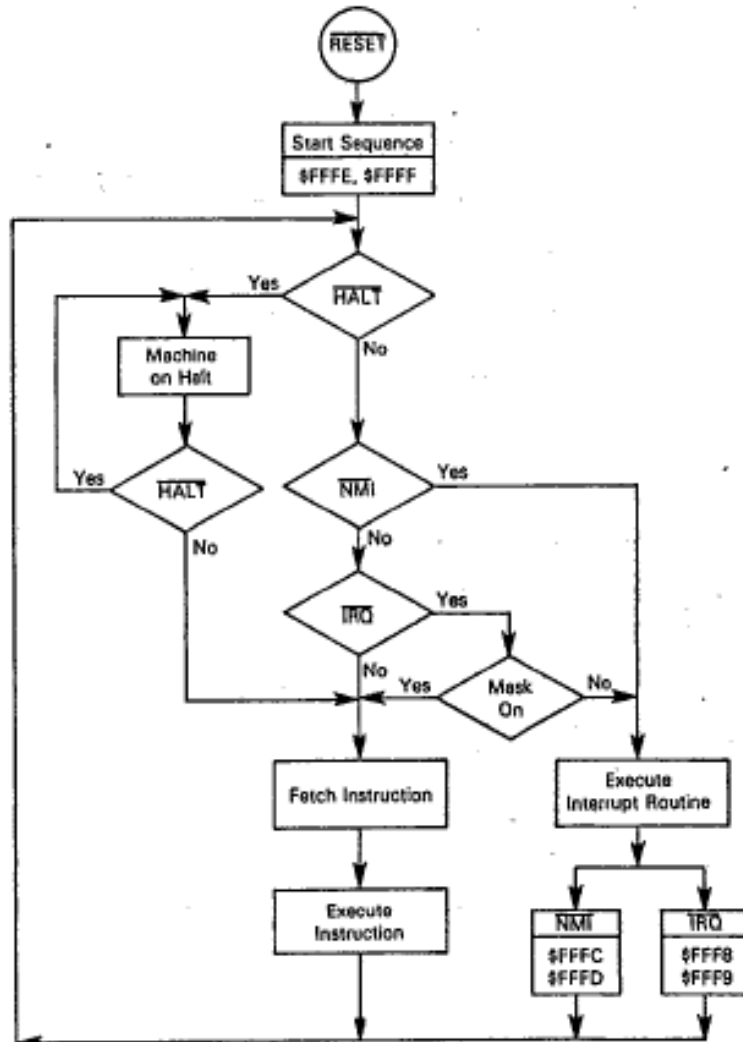 RESET
Start Sequence
$FFFE, $FFFF
Yes
HALT
No
Machine
on Halt
Yes
HALT
No
NMI
Yes
No
IRQ
Yes
No
Yes
Mask
On
No
Fetch Instruction
Execute
Interrupt Routine
Execute
Instruction
NMI
$FFFC
$FFFD
IRQ
$FFF8
$FFF9